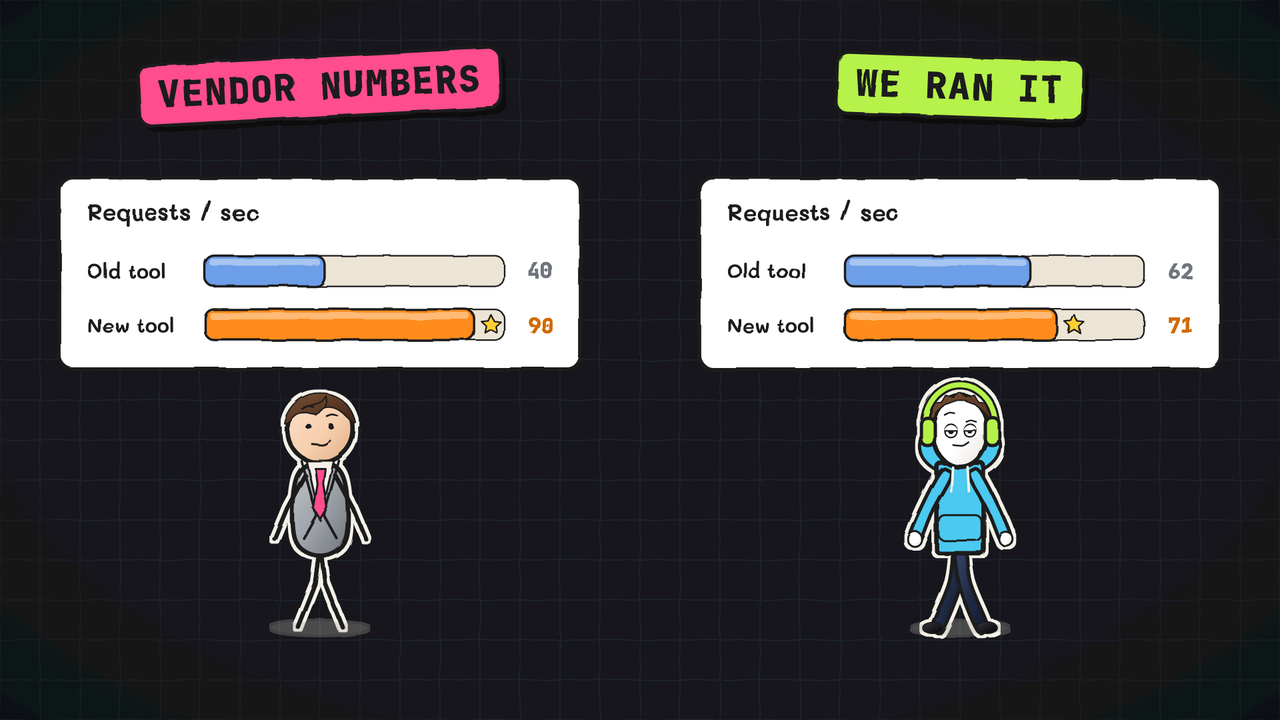 VENDOR NUMBERS
Requests / sec
Old tool 40
New tool 90
WE RAN IT
Requests / sec
Old tool 62
New tool 71